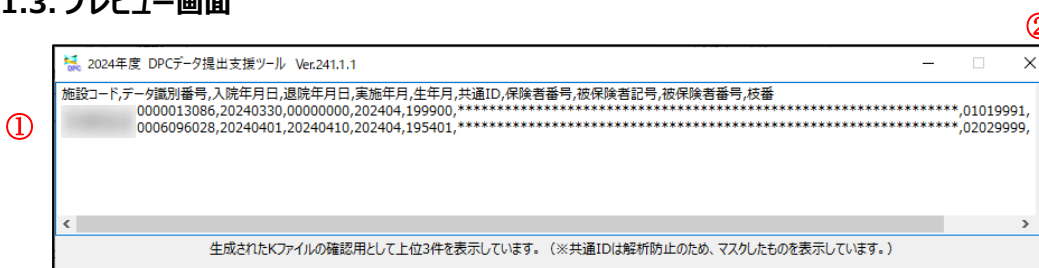 1.3. プレビュー画面
②
2024年度 DPCデータ提出支援ツール Ver.241.1.1
施設コード,データ識別番号,入院年月日,退院年月日,実施年月,生年月,共通ID,保険者番号,被保険者記号,被保険者番号,枝番
①
0000013086,20240330,00000000,202404,199900,****************************************************************,01019991,
0006096028,20240401,20240410,202404,195401,****************************************************************,02029999,
生成されたKファイルの確認用として上位3件を表示しています。（※共通IDは解析防止のため、マスクしたものを表示しています。）